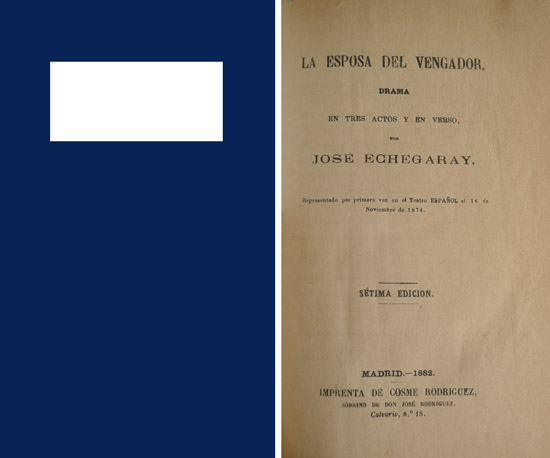 LA ESPOSA DEL VENGADOR,
DRAMA
EN TRES ACTOS Y EN VERSO,
POR
JOSÉ ECHEGARAY.
Representado por primera vez en el Teatro ESPAÑOL el 14 de
Noviembre de 1874.
SÉTIMA EDICION.
MADRID.—1882.
IMPRENTA DE COSME RODRIGUEZ,
SOBRINO DE DON JOSÉ RODRIGUEZ.
Calvario, n.º 18.